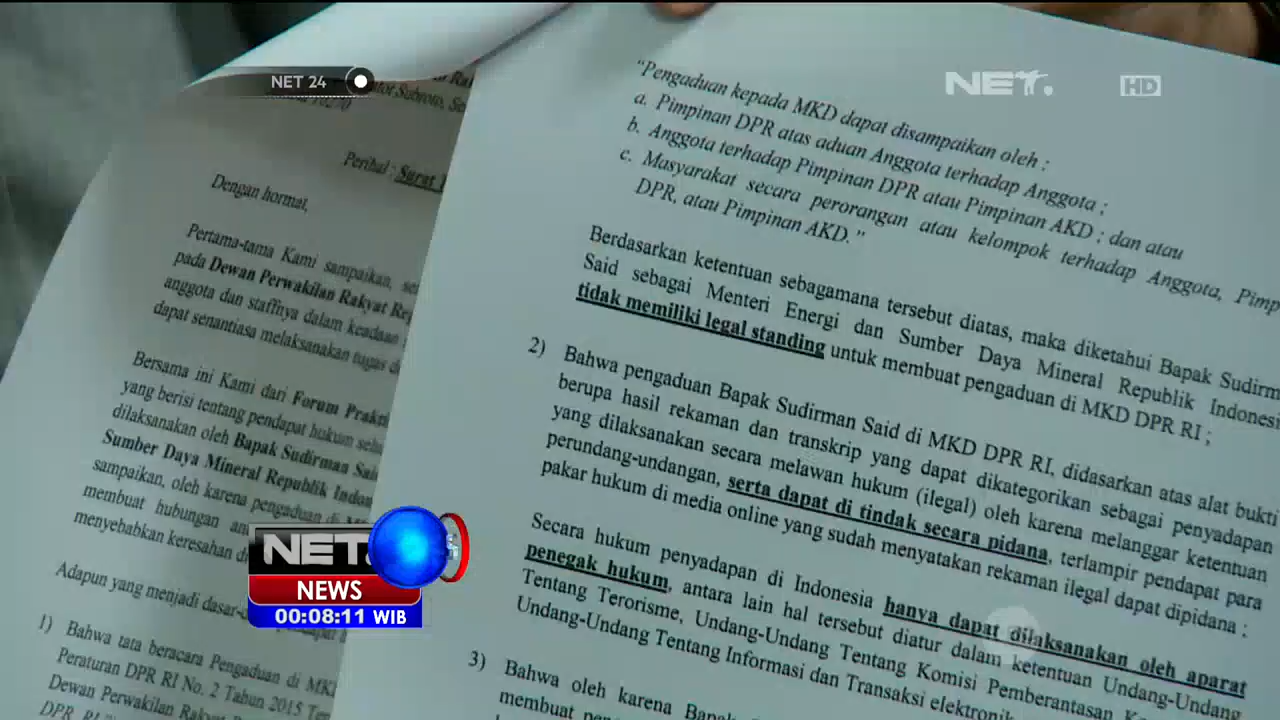 NET 24
NET.
HD
Perihal : Surat
Dengan hormat,
Pertama-tama Kami sampaikan,
pada Dewan Perwakilan Rakyat
anggota dan staffnya dalam keadaan
dapat senantiasa melaksanakan tugas
Bersama ini Kami dari Forum
yang berisi tentang pendapat hukum
dilaksanakan oleh Bapak Sudirman
Sumber Daya Mineral Republik
sampaikan, oleh karena pengaduan di
membuat hubungan
menyebabkan keresahan
Adapun yang menjadi
1) Bahwa tata beracara Pengaduan di
Peraturan DPR RI No. 2 Tahun 2015
Dewan Perwakilan
DPR RI
"Pengaduan kepada MKD dapat disampaikan oleh :
a. Pimpinan DPR atas aduan Anggota terhadap Anggota ;
b. Anggota terhadap Pimpinan DPR atau Pimpinan AKD ; dan atau
c. Masyarakat secara perorangan atau kelompok terhadap Anggota,
DPR, atau Pimpinan AKD."
Berdasarkan ketentuan sebagamana tersebut diatas, maka diketahui Bapak
Said sebagai Menteri Energi dan Sumber Daya Mineral Republik
tidak memiliki legal standing untuk membuat pengaduan di MKD DPR RI ;
2) Bahwa pengaduan Bapak Sudirman Said di MKD DPR RI, didasarkan atas alat bukti
berupa hasil rekaman dan transkrip yang dapat dikategorikan sebagai penyadapan
yang dilaksanakan secara melawan hukum (ilegal) oleh karena melanggar ketentuan
perundang-undangan, serta dapat di tindak secara pidana, terlampir pendapat para
pakar hukum di media online yang sudah menyatakan rekaman ilegal dapat dipidana ;
Secara hukum penyadapan di Indonesia hanya dapat dilaksanakan oleh aparat
penegak hukum, antara lain hal tersebut diatur dalam ketentuan Undang-Undang
Tentang Terorisme, Undang-Undang Tentang Komisi Pemberantasan
Undang-Undang Tentang Informasi dan Transaksi
3) Bahwa oleh karena
membuat
NET.
NEWS
00:08:11 WIB